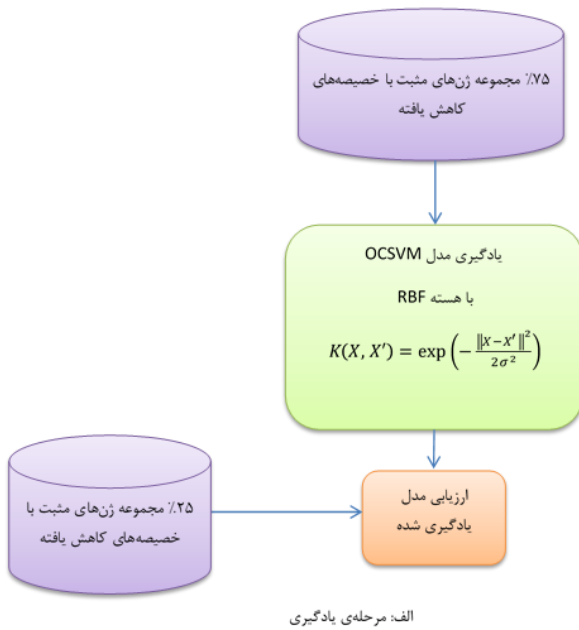 ۷۵٪ مجموعه ژن‌های مثبت با خصیصه‌های
کاهش یافته
یادگیری مدل OCSVM
با هسته RBF
K(X, X′) = exp(−‖X−X′‖²/2σ²)
ارزیابی مدل
یادگیری شده
۲۵٪ مجموعه ژن‌های مثبت با
خصیصه‌های کاهش یافته
الف: مرحله‌ی یادگیری